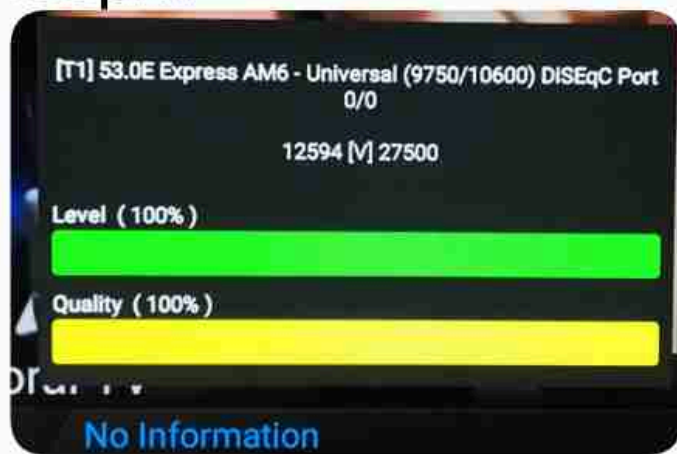 [T1] 53.0E Express AM6 - Universal (9750/10600) DISEqC Port
0/0
12594 [V] 27500
Level ( 100% )
Quality ( 100% )
TV
No Information